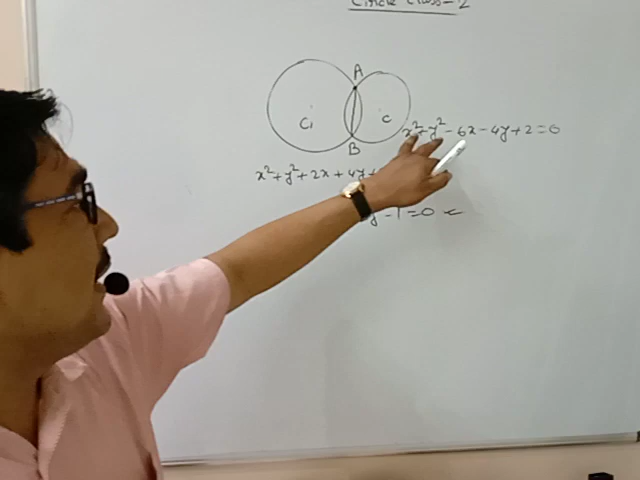 Circle Class-2
A
C₁
C
B
x²+y²-6x-4y+2=0
x²+y²+2x+4y+
y-1=0